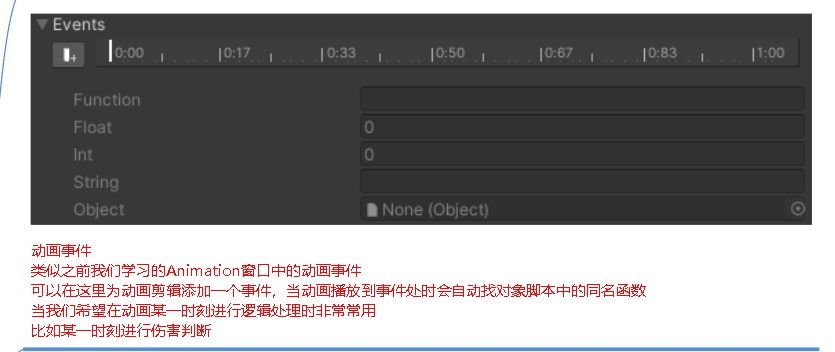 Events
0:00 0:17 0:33 0:50 0:67 0:83 1:00
Function
Float 0
Int 0
String
Object None (Object)
动画事件
类似之前我们学习的Animation窗口中的动画事件
可以在这里为动画剪辑添加一个事件，当动画播放到事件处时会自动找对象脚本中的同名函数
当我们希望在动画某一时刻进行逻辑处理时非常常用
比如某一时刻进行伤害判断